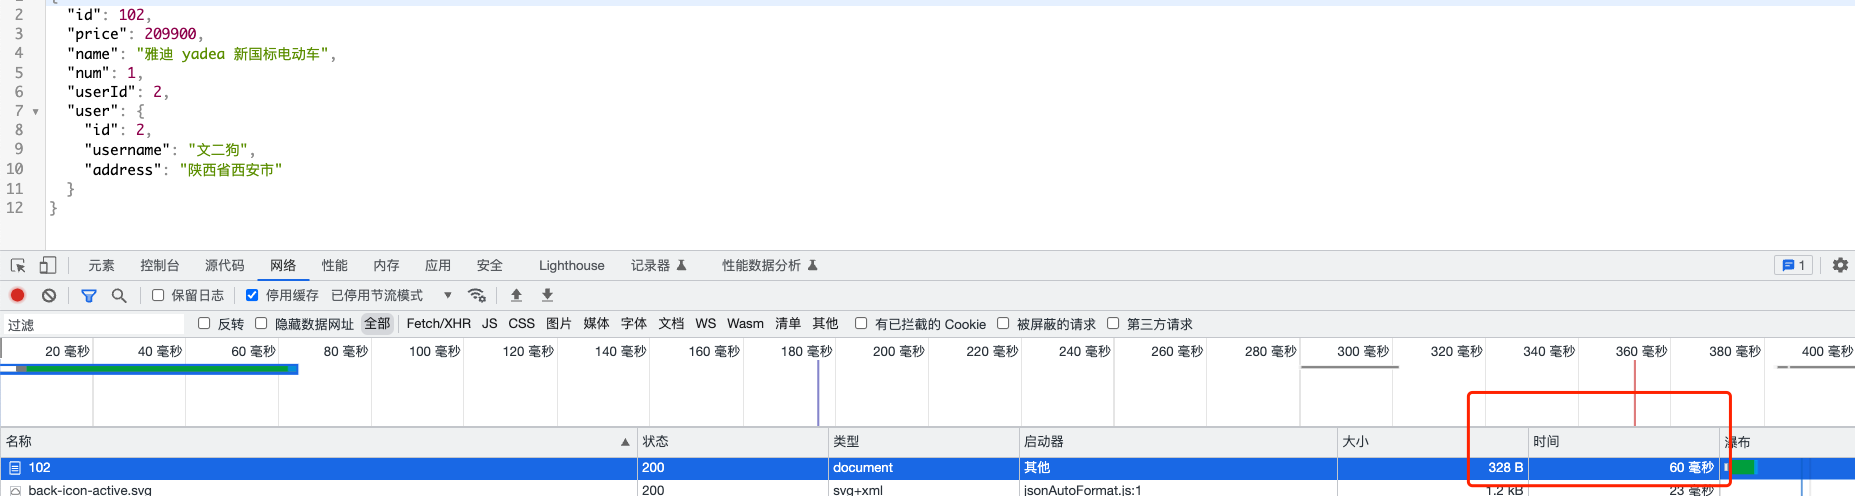 {
2 "id": 102,
3 "price": 209900,
4 "name": "雅迪 yadea 新国标电动车",
5 "num": 1,
6 "userId": 2,
7 "user": {
8 "id": 2,
9 "username": "文二狗",
10 "address": "陕西省西安市"
11 }
12 }
元素 控制台 源代码 网络 性能 内存 应用 安全 Lighthouse 记录器 性能数据分析 1
保留日志 停用缓存 已停用节流模式
过滤 反转 隐藏数据网址 全部 Fetch/XHR JS CSS 图片 媒体 字体 文档 WS Wasm 清单 其他 有已拦截的 Cookie 被屏蔽的请求 第三方请求
20 毫秒 40 毫秒 60 毫秒 80 毫秒 100 毫秒 120 毫秒 140 毫秒 160 毫秒 180 毫秒 200 毫秒 220 毫秒 240 毫秒 260 毫秒 280 毫秒 300 毫秒 320 毫秒 340 毫秒 360 毫秒 380 毫秒 400 毫秒
名称 状态 类型 启动器 大小 时间 瀑布
102 200 document 其他 328 B 60 毫秒
back-icon-active.svg 200 svg+xml jsonAutoFormat.js:1 1.2 kB 23 毫秒